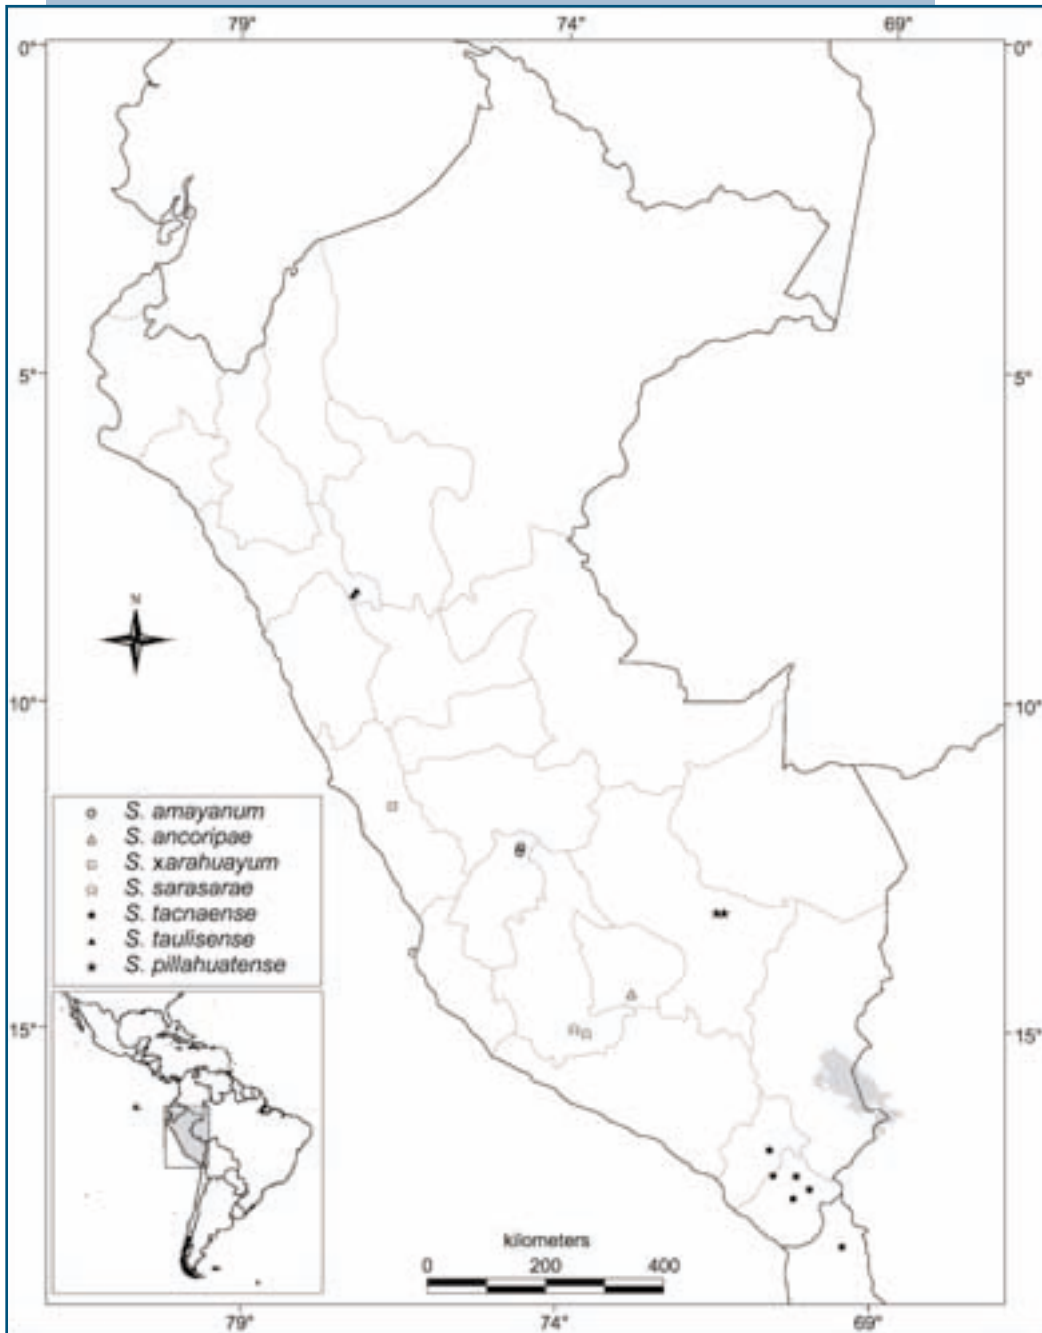 79° 74° 69°
0° 0°
5° 5°
N
10° 10°
S. amayanum
S. ancoripae
S. xarahuayum
S. sarasarae
S. tacnaense
S. taulisense
S. pillahuatense
15° 15°
kilometers
0 200 400
79° 74° 69°